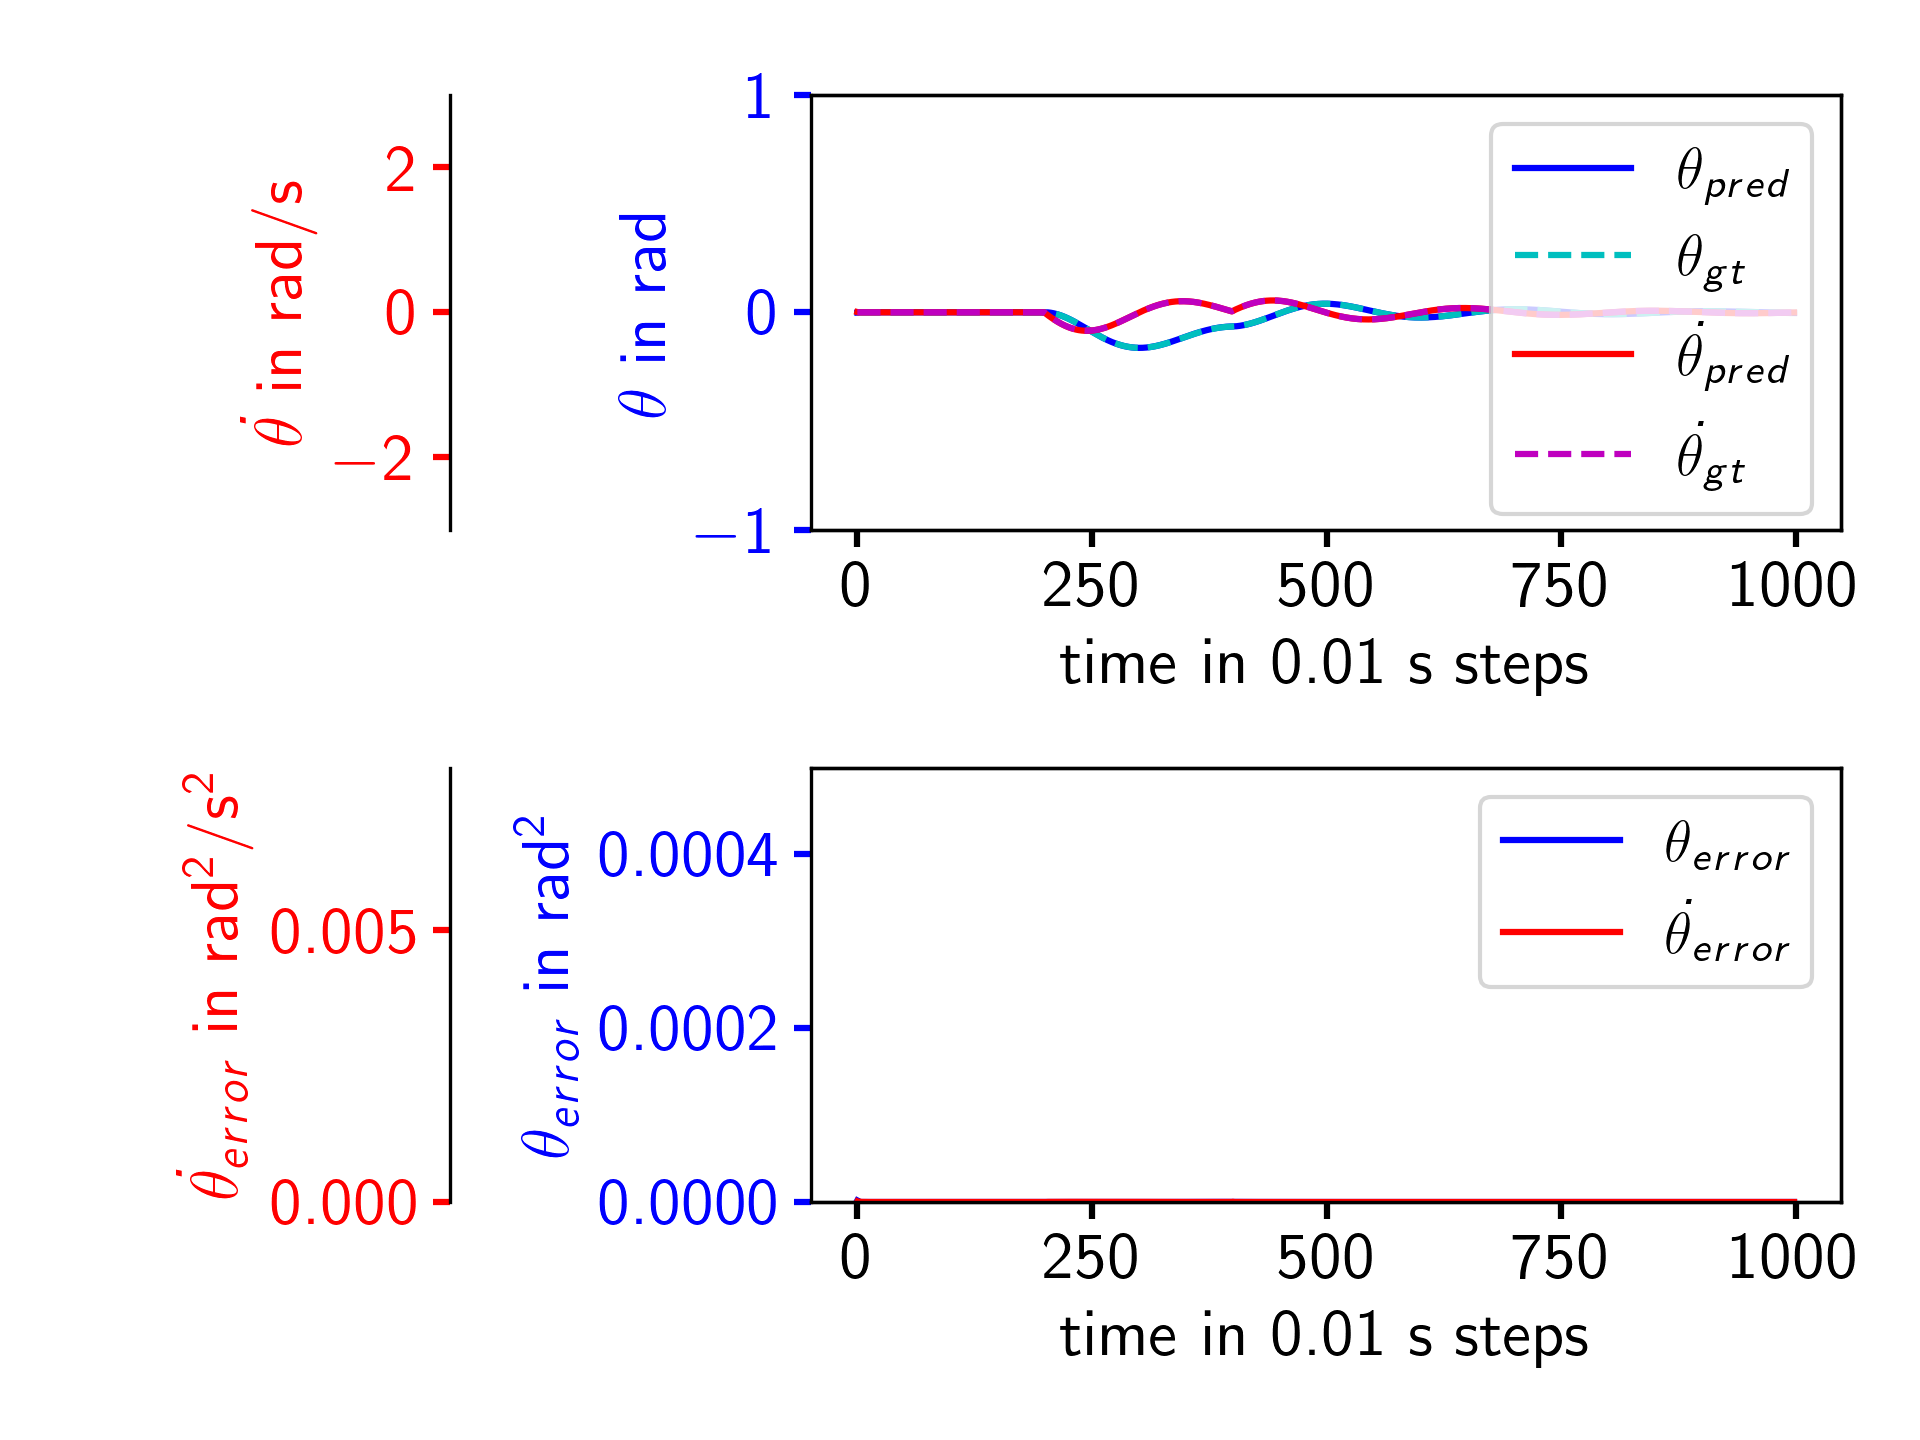 θ̇ in rad/s
2
0
−2
θ in rad
1
0
−1
θ_pred
θ_gt
θ̇_pred
θ̇_gt
0 250 500 750 1000
time in 0.01 s steps
θ̇_error in rad²/s²
0.005
0.000
θ_error in rad²
0.0004
0.0002
0.0000
θ_error
θ̇_error
0 250 500 750 1000
time in 0.01 s steps